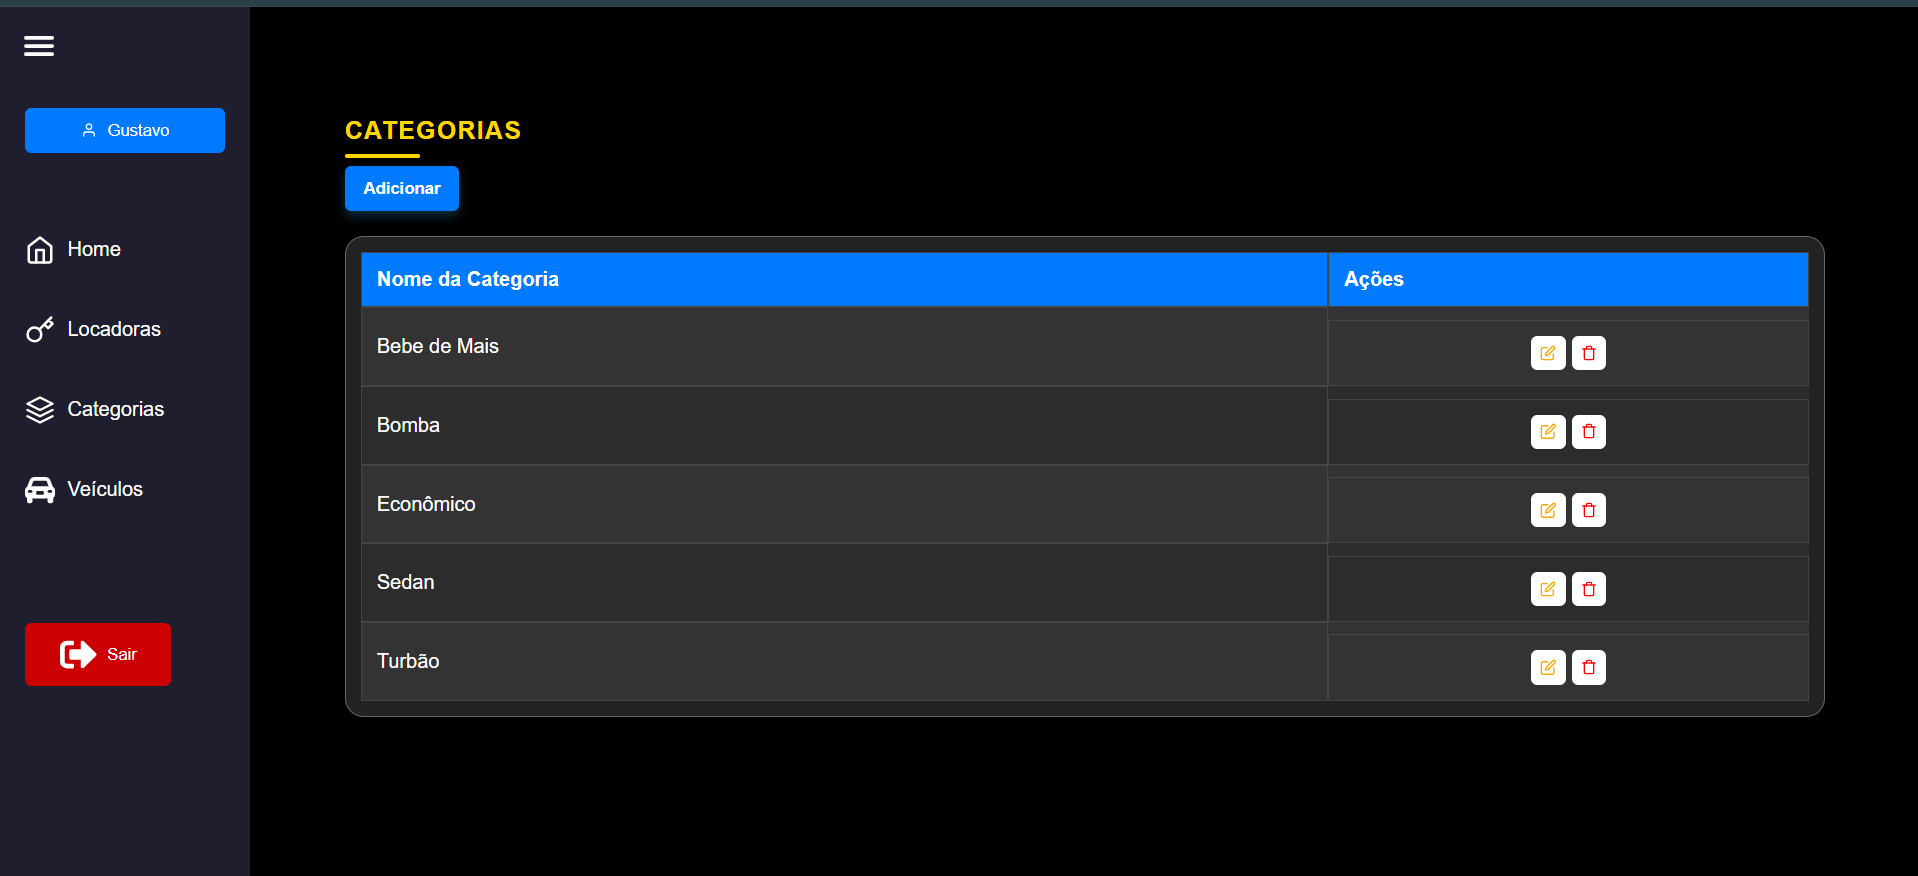 Gustavo
Home
Locadoras
Categorias
Veículos
Sair
CATEGORIAS
Adicionar
Nome da Categoria Ações
Bebe de Mais
Bomba
Econômico
Sedan
Turbão